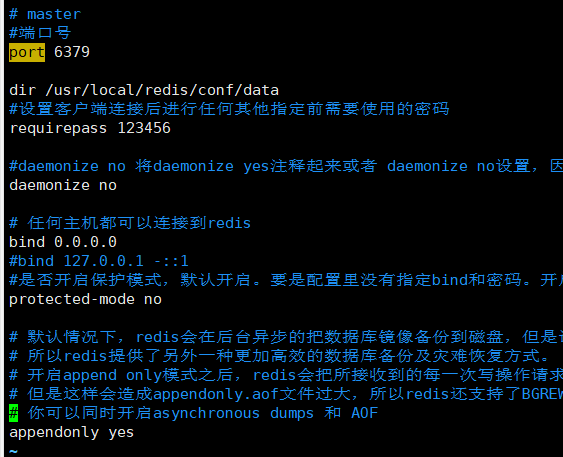 # master
#端口号
port 6379
dir /usr/local/redis/conf/data
#设置客户端连接后进行任何其他指定前需要使用的密码
requirepass 123456
#daemonize no 将daemonize yes注释起来或者 daemonize no设置，因
daemonize no
# 任何主机都可以连接到redis
bind 0.0.0.0
#bind 127.0.0.1 -::1
#是否开启保护模式，默认开启。要是配置里没有指定bind和密码。开启
protected-mode no
# 默认情况下，redis会在后台异步的把数据库镜像备份到磁盘，但是
# 所以redis提供了另外一种更加高效的数据库备份及灾难恢复方式。
# 开启append only模式之后，redis会把所接收到的每一次写操作请求
# 但是这样会造成appendonly.aof文件过大，所以redis还支持了BGREW
# 你可以同时开启asynchronous dumps 和 AOF
appendonly yes
~